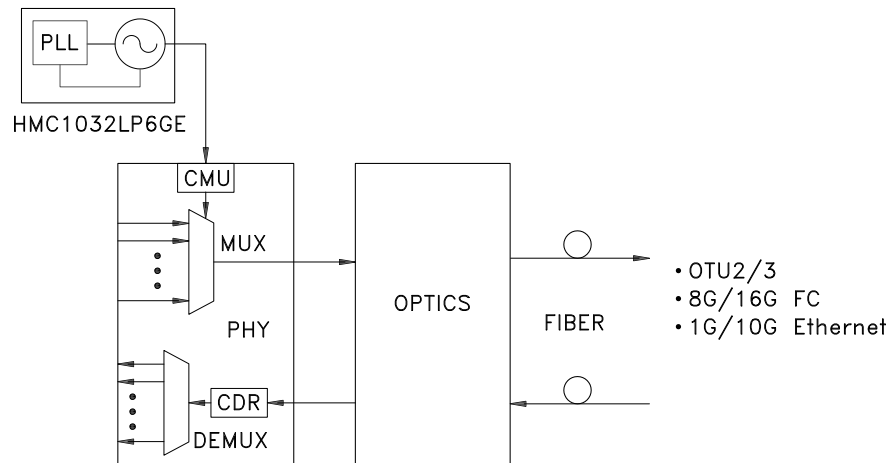 PLL
HMC1032LP6GE
CMU
MUX
PHY
CDR
DEMUX
OPTICS
FIBER
• OTU2/3
• 8G/16G FC
• 1G/10G Ethernet